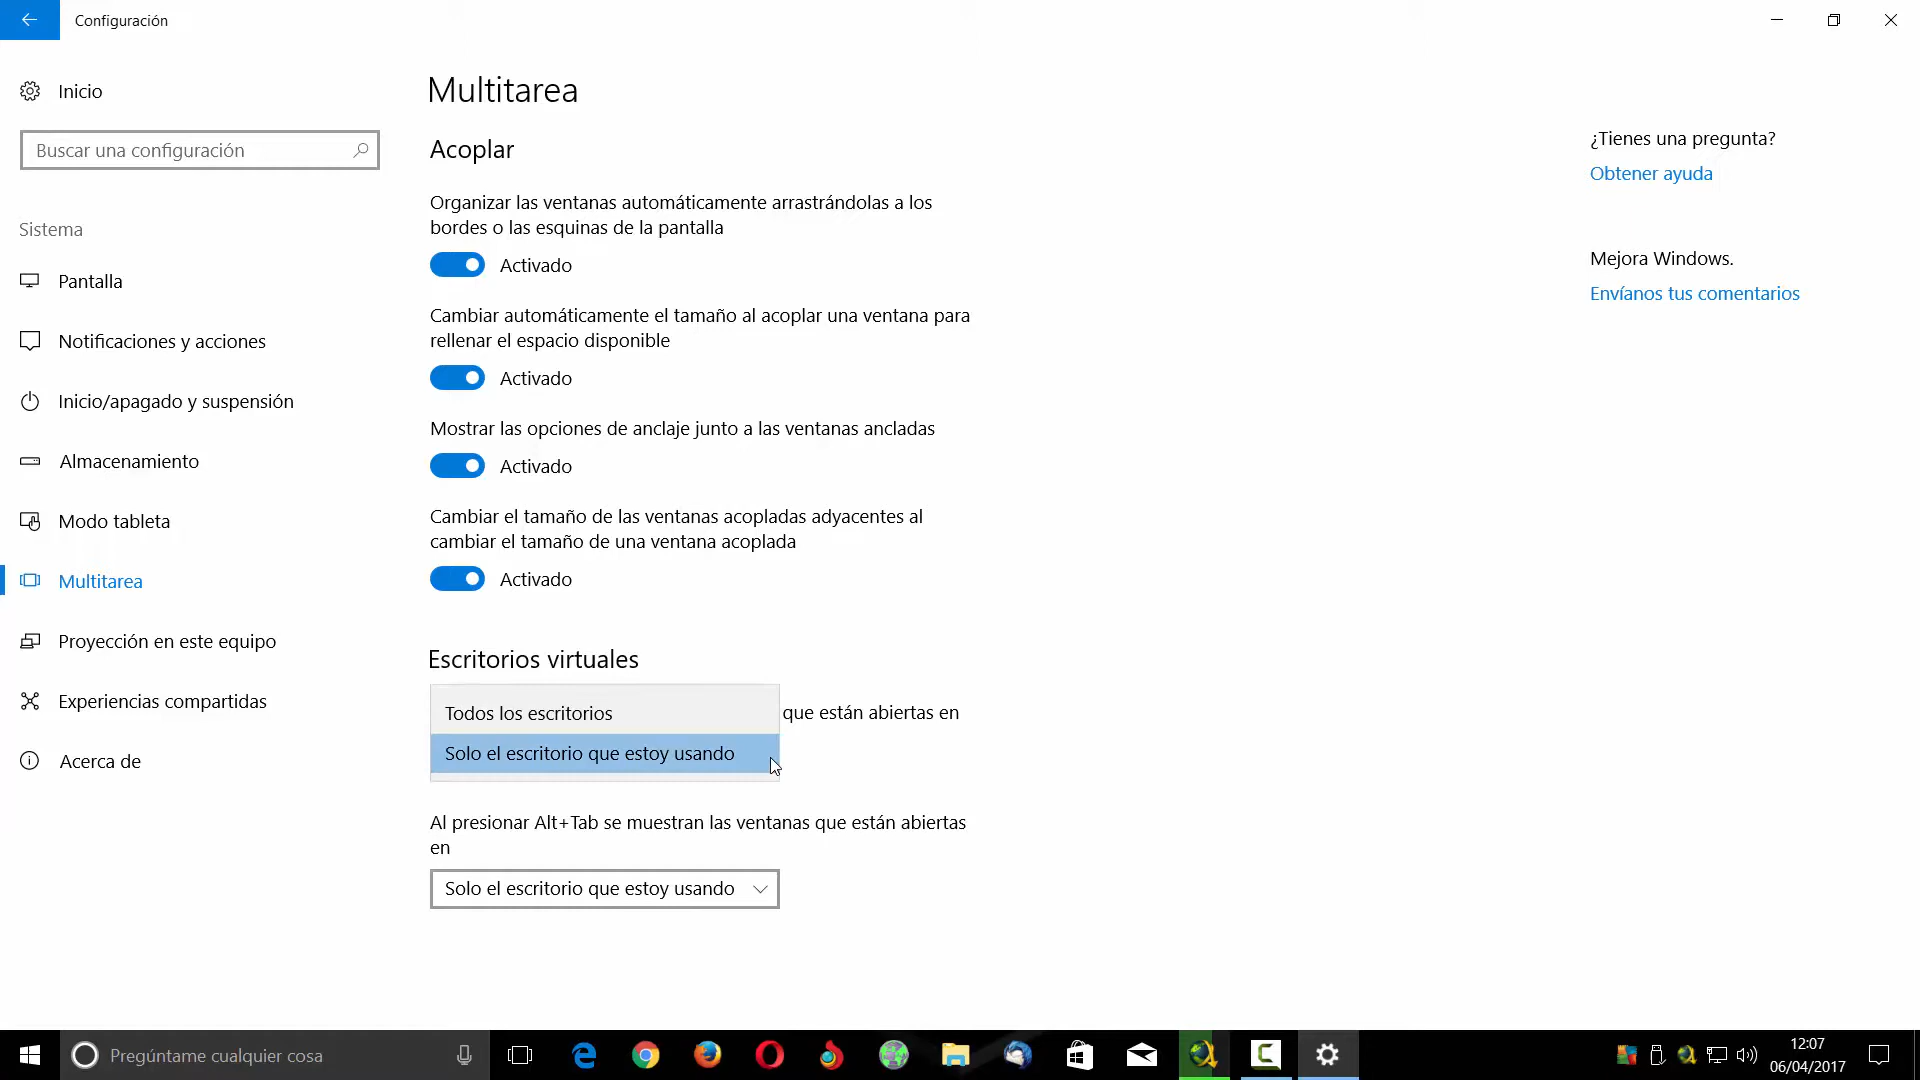 Configuración
Inicio
Buscar una configuración
Sistema
Pantalla
Notificaciones y acciones
Inicio/apagado y suspensión
Almacenamiento
Modo tableta
Multitarea
Proyección en este equipo
Experiencias compartidas
Acerca de
Multitarea
Acoplar
Organizar las ventanas automáticamente arrastrándolas a los
bordes o las esquinas de la pantalla
Activado
Cambiar automáticamente el tamaño al acoplar una ventana para
rellenar el espacio disponible
Activado
Mostrar las opciones de anclaje junto a las ventanas ancladas
Activado
Cambiar el tamaño de las ventanas acopladas adyacentes al
cambiar el tamaño de una ventana acoplada
Activado
Escritorios virtuales
Todos los escritorios que están abiertas en
Solo el escritorio que estoy usando
Al presionar Alt+Tab se muestran las ventanas que están abiertas
en
Solo el escritorio que estoy usando
¿Tienes una pregunta?
Obtener ayuda
Mejora Windows.
Envíanos tus comentarios
Pregúntame cualquier cosa
12:07
06/04/2017